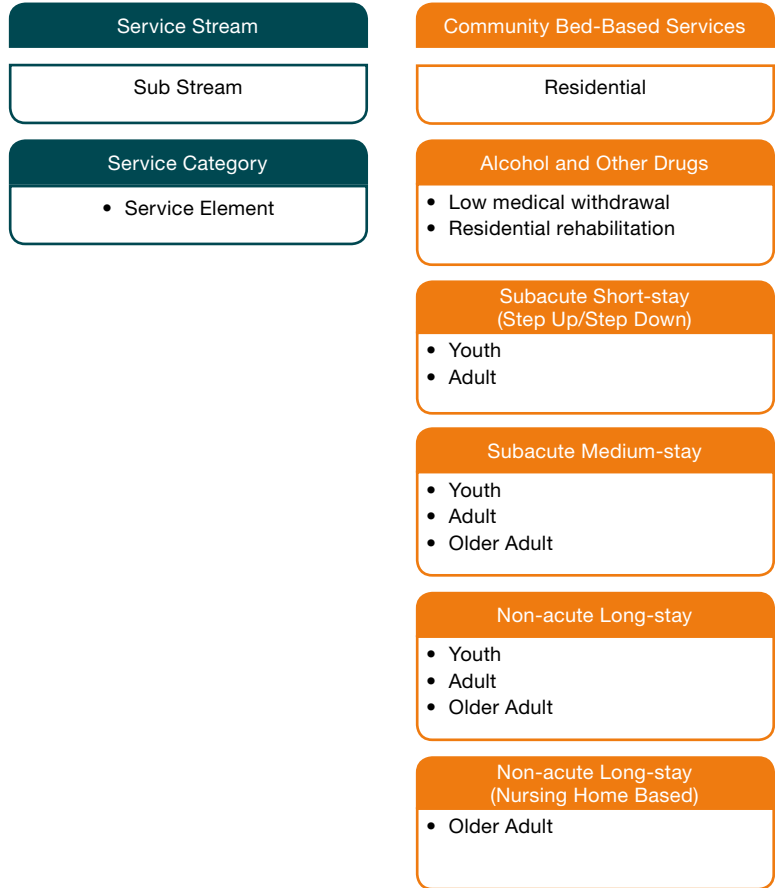 Service Stream
Sub Stream
Service Category
• Service Element
Community Bed-Based Services
Residential
Alcohol and Other Drugs
• Low medical withdrawal
• Residential rehabilitation
Subacute Short-stay
(Step Up/Step Down)
• Youth
• Adult
Subacute Medium-stay
• Youth
• Adult
• Older Adult
Non-acute Long-stay
• Youth
• Adult
• Older Adult
Non-acute Long-stay
(Nursing Home Based)
• Older Adult